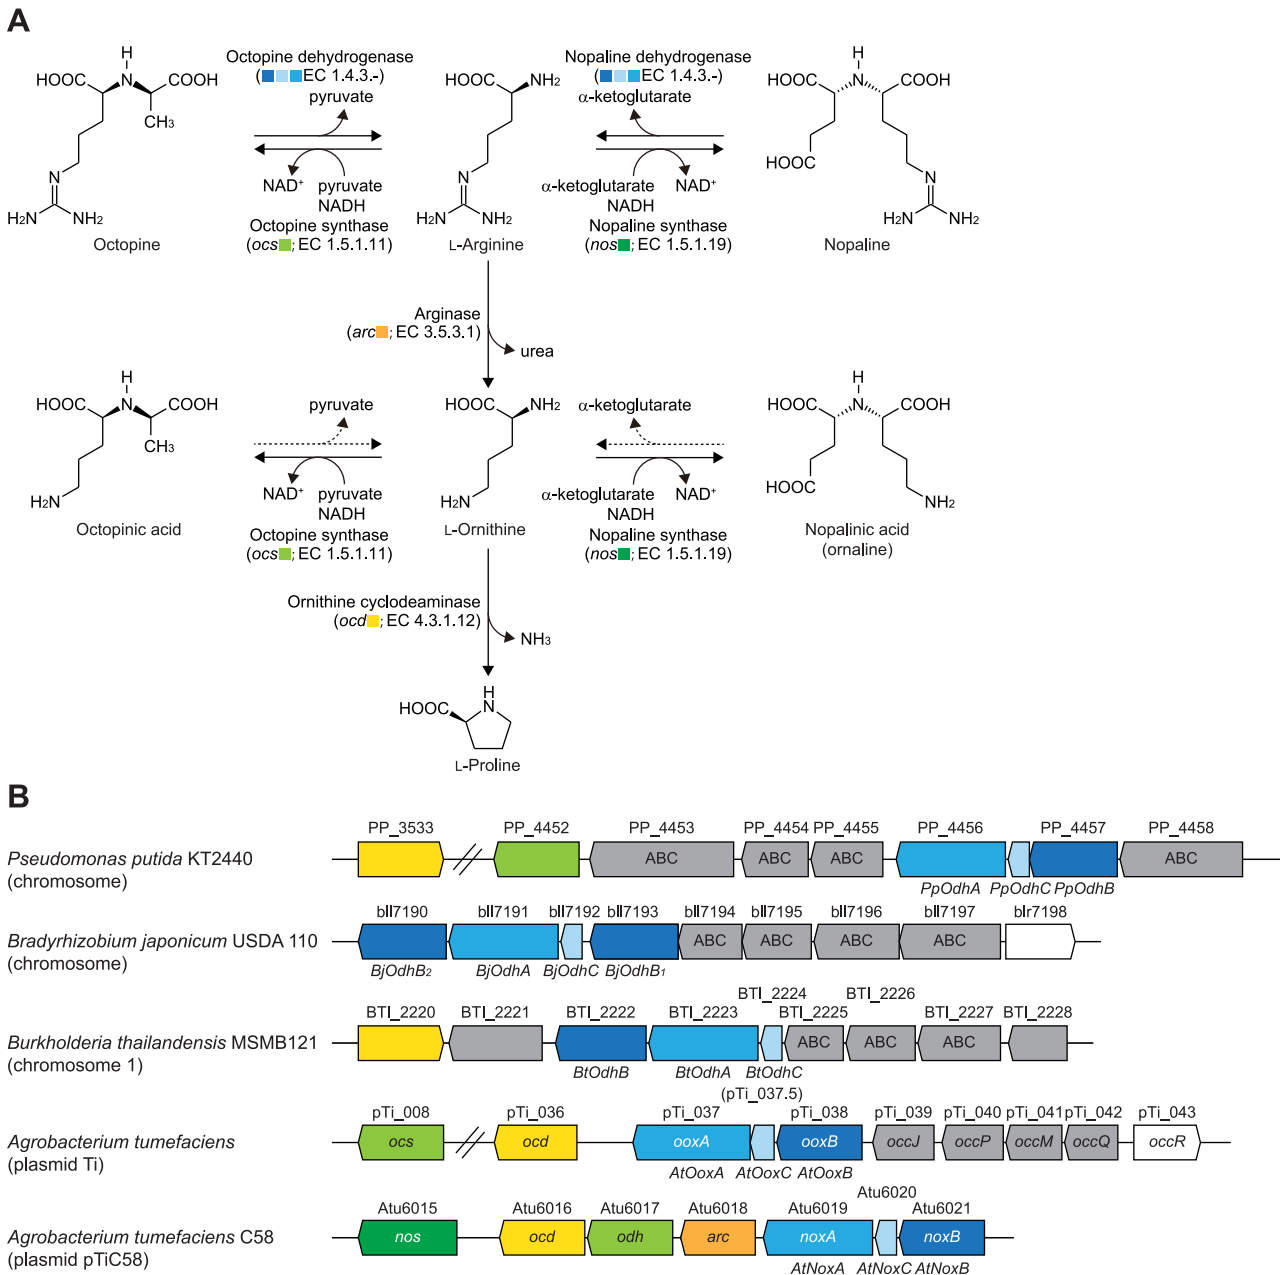 A
Octopine dehydrogenase
( EC 1.4.3.-)
pyruvate
NAD+
pyruvate
NADH
Octopine synthase
(ocs ; EC 1.5.1.11)
HOOC
H
N
COOH
CH3
N
H2N
NH2
Octopine
HOOC
NH2
N
H2N
NH2
L-Arginine
Nopaline dehydrogenase
( EC 1.4.3.-)
α-ketoglutarate
α-ketoglutarate
NADH
NAD+
Nopaline synthase
(nos ; EC 1.5.1.19)
HOOC
H
N
COOH
HOOC
N
H2N
NH2
Nopaline
Arginase
(arc ; EC 3.5.3.1)
urea
HOOC
H
N
COOH
CH3
H2N
Octopinic acid
pyruvate
NAD+
pyruvate
NADH
Octopine synthase
(ocs ; EC 1.5.1.11)
HOOC
NH2
H2N
L-Ornithine
α-ketoglutarate
α-ketoglutarate
NADH
NAD+
Nopaline synthase
(nos ; EC 1.5.1.19)
HOOC
H
N
COOH
HOOC
NH2
Nopalinic acid
(ornaline)
Ornithine cyclodeaminase
(ocd ; EC 4.3.1.12)
NH3
HOOC
H
N
L-Proline
B
PP_3533 PP_4452 PP_4453 PP_4454 PP_4455 PP_4456 PP_4457 PP_4458
Pseudomonas putida KT2440
(chromosome)
ABC ABC ABC ABC
PpOdhA PpOdhC PpOdhB
bll7190 bll7191 bll7192 bll7193 bll7194 bll7195 bll7196 bll7197 blr7198
Bradyrhizobium japonicum USDA 110
(chromosome)
ABC ABC ABC ABC
BjOdhB2 BjOdhA BjOdhC BjOdhB1
BTI_2224 BTI_2226
BTI_2220 BTI_2221 BTI_2222 BTI_2223 BTI_2225 BTI_2227 BTI_2228
Burkholderia thailandensis MSMB121
(chromosome 1)
ABC ABC ABC
BtOdhB BtOdhA BtOdhC
(pTi_037.5)
pTi_008 pTi_036 pTi_037 pTi_038 pTi_039 pTi_040 pTi_041 pTi_042 pTi_043
Agrobacterium tumefaciens
(plasmid Ti)
ocs ocd ooxA ooxB occJ occP occM occQ occR
AtOoxA AtOoxC AtOoxB
Atu6020
Atu6015 Atu6016 Atu6017 Atu6018 Atu6019 Atu6021
Agrobacterium tumefaciens C58
(plasmid pTiC58)
nos ocd odh arc noxA noxB
AtNoxA AtNoxC AtNoxB